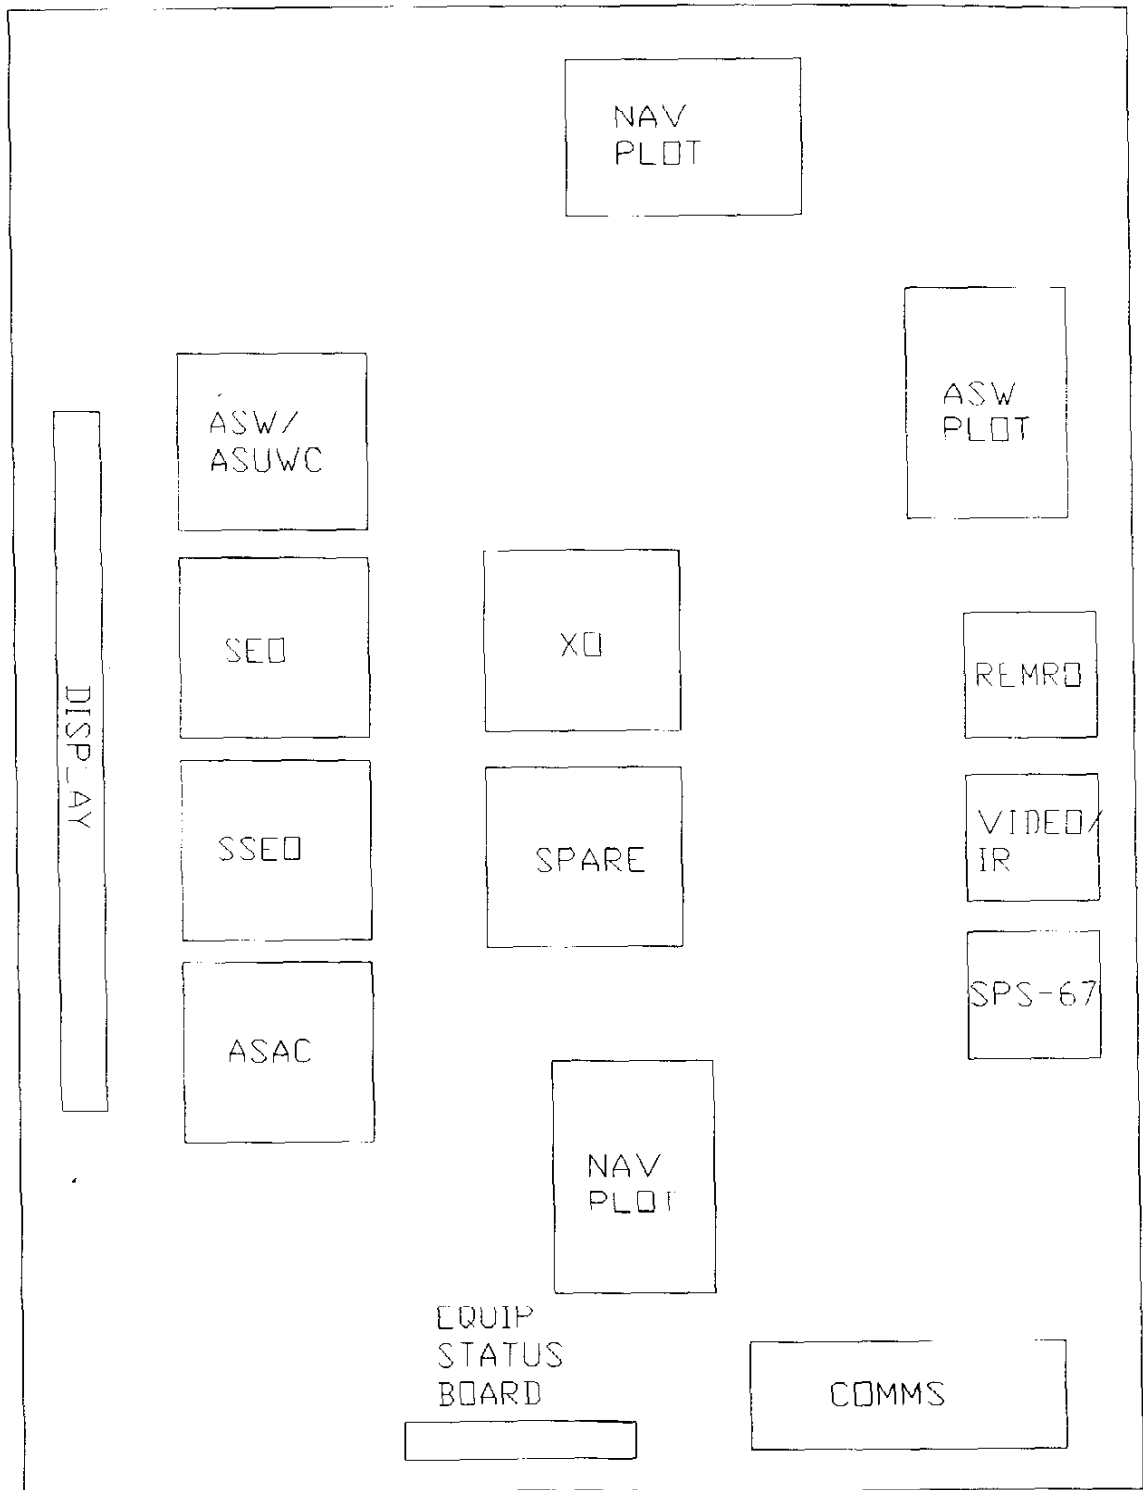 NAV
PLOT
ASW
PLOT
ASW/
ASUWC
SEO
XO
REMRO
DISPLAY
SSEO
SPARE
VIDEO/
IR
SPS-67
ASAC
NAV
PLOT
EQUIP
STATUS
BOARD
COMMS